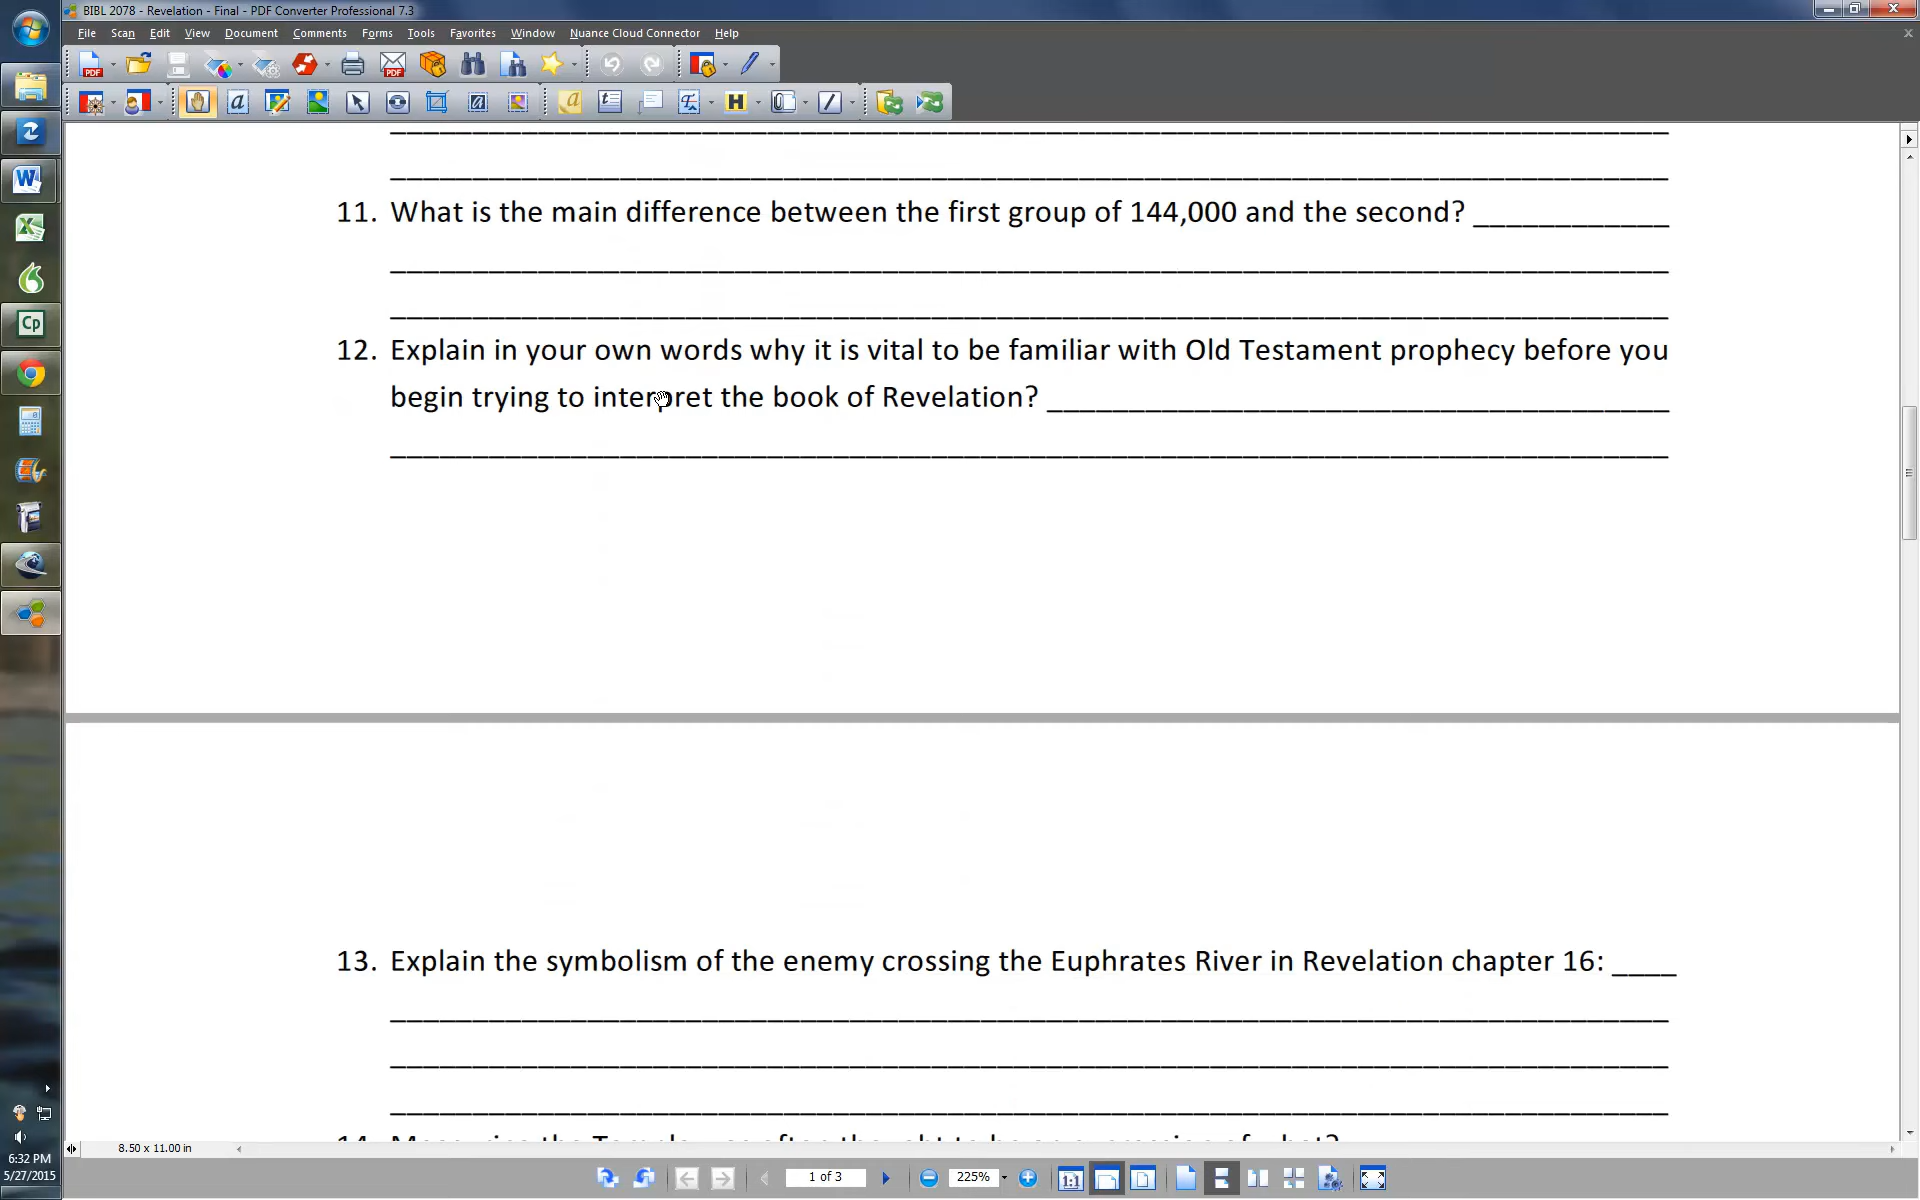 BIBL 2078 - Revelation - Final - PDF Converter Professional 7.3
File Scan Edit View Document Comments Forms Tools Favorites Window Nuance Cloud Connector Help
11. What is the main difference between the first group of 144,000 and the second? ____________
12. Explain in your own words why it is vital to be familiar with Old Testament prophecy before you
begin trying to interpret the book of Revelation? ______________________________________
13. Explain the symbolism of the enemy crossing the Euphrates River in Revelation chapter 16: ____
8.50 x 11.00 in
1 of 3
225%
6:32 PM
5/27/2015